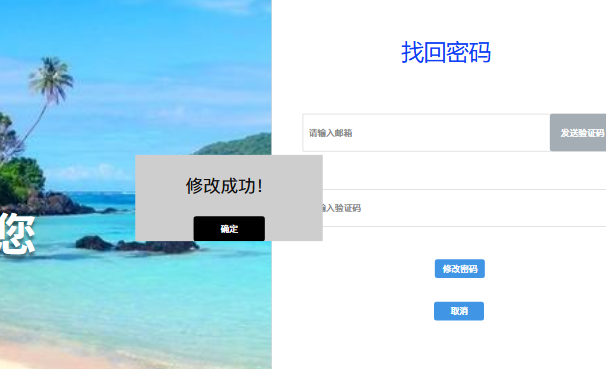 找回密码
请输入邮箱
发送验证码
修改成功！
确定
您
输入验证码
修改密码
取消